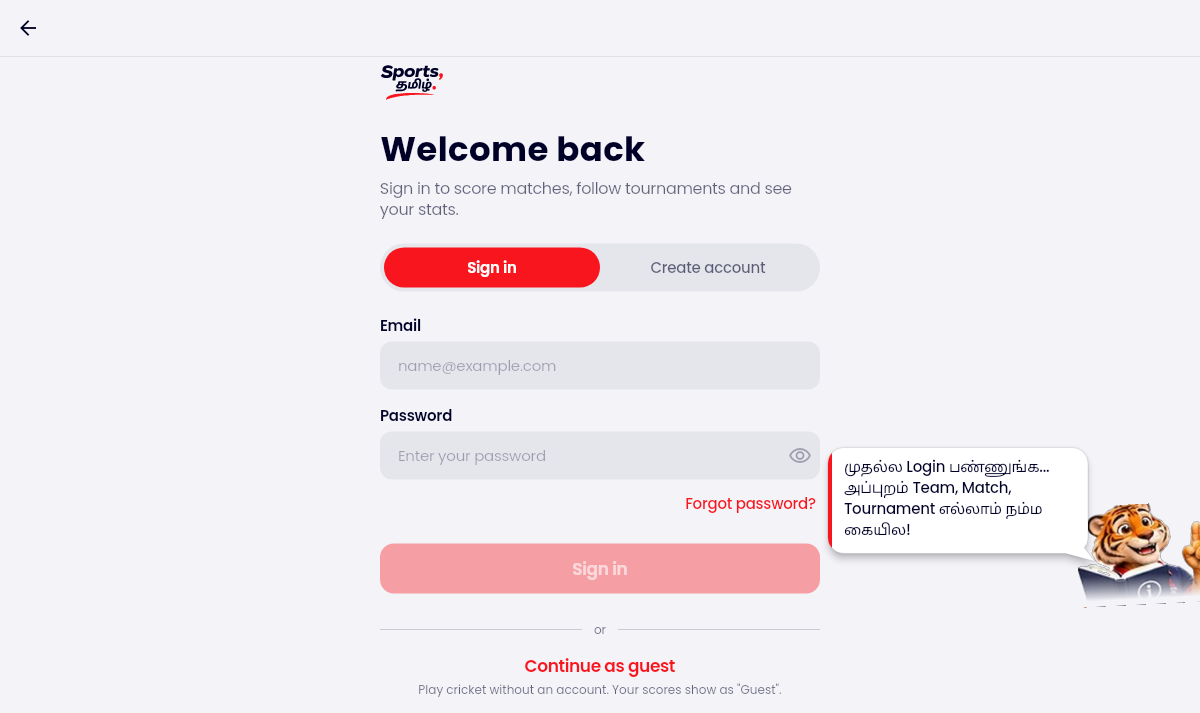 Sports,
தமிழ்.
Welcome back
Sign in to score matches, follow tournaments and see
your stats.
Sign in
Create account
Email
name@example.com
Password
Enter your password
Forgot password?
முதல்ல Login பண்ணுங்க...
அப்புறம் Team, Match,
Tournament எல்லாம் நம்ம
கையில!
Sign in
or
Continue as guest
Play cricket without an account. Your scores show as "Guest".